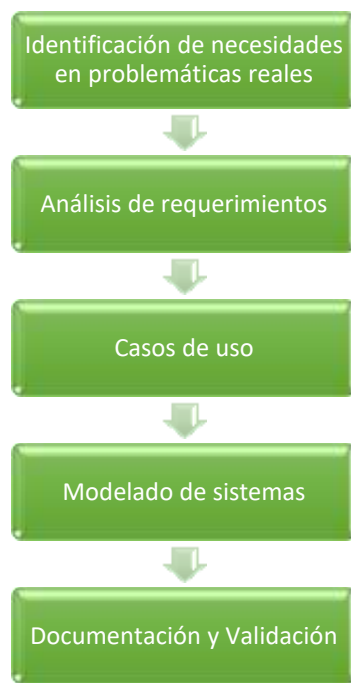 Identificación de necesidades
en problemáticas reales
Análisis de requerimientos
Casos de uso
Modelado de sistemas
Documentación y Validación